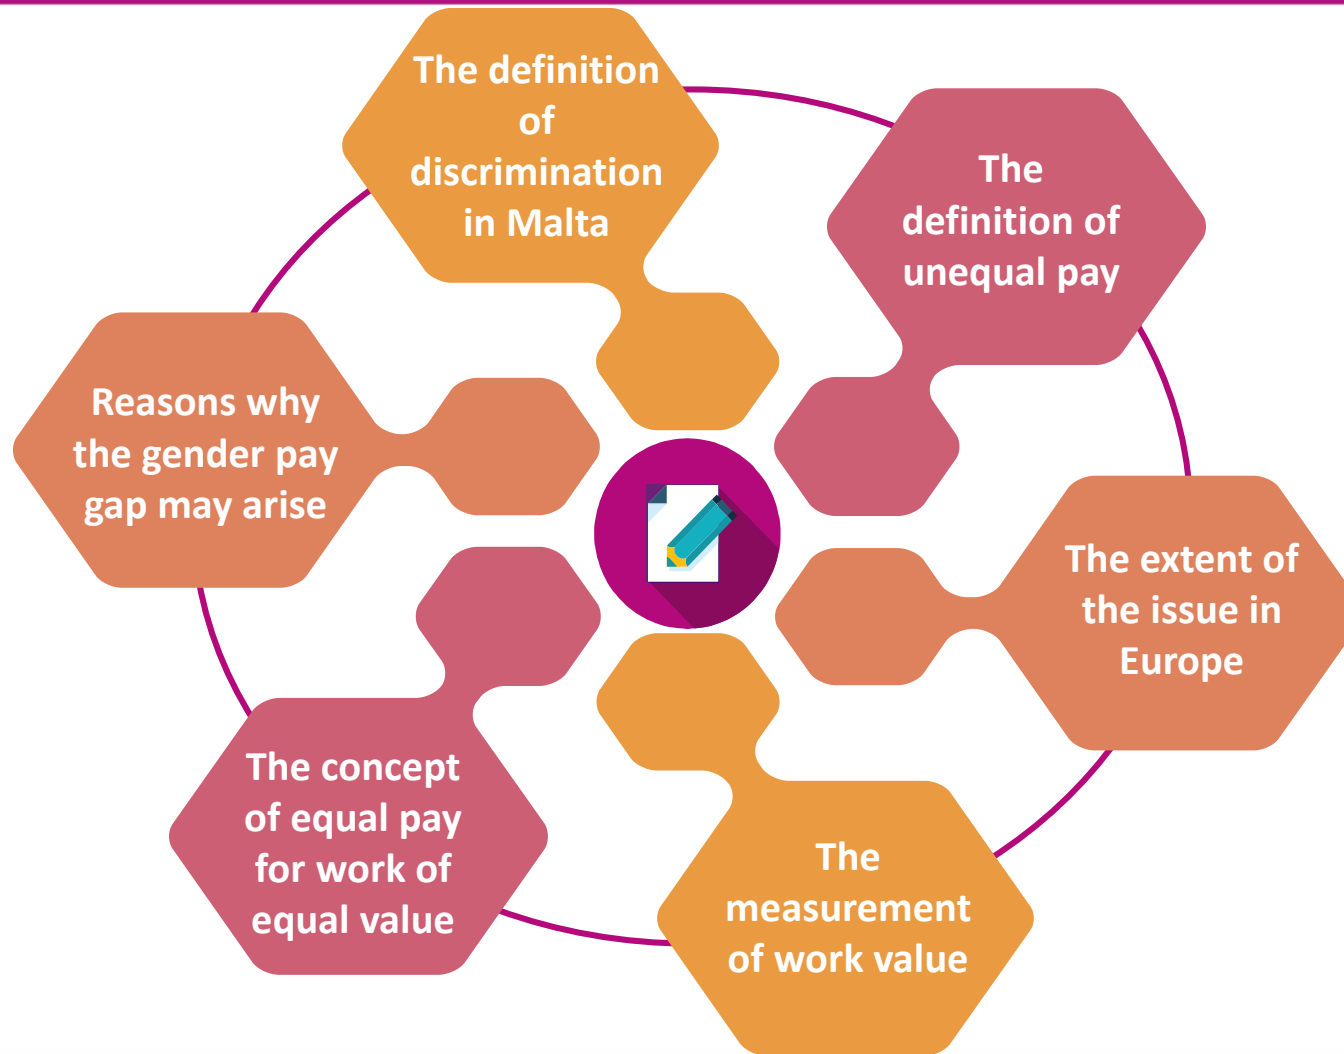 The definition
of
discrimination
in Malta
The
definition of
unequal pay
The extent of
the issue in
Europe
The
measurement
of work value
The concept
of equal pay
for work of
equal value
Reasons why
the gender pay
gap may arise